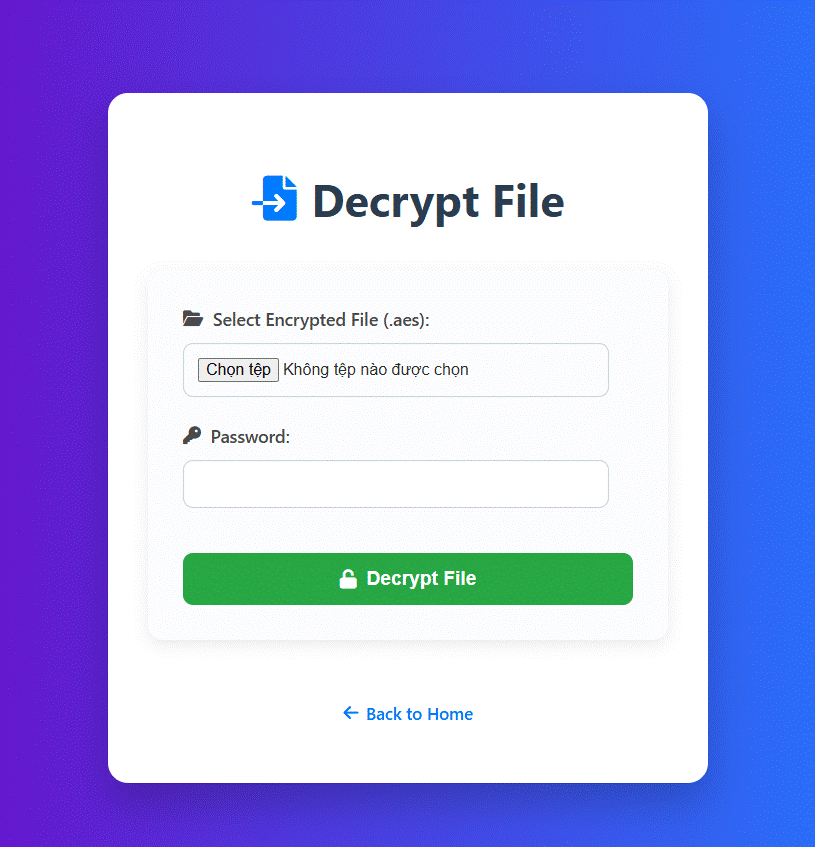 Decrypt File
Select Encrypted File (.aes):
Chọn tệp Không tệp nào được chọn
Password:
Decrypt File
Back to Home